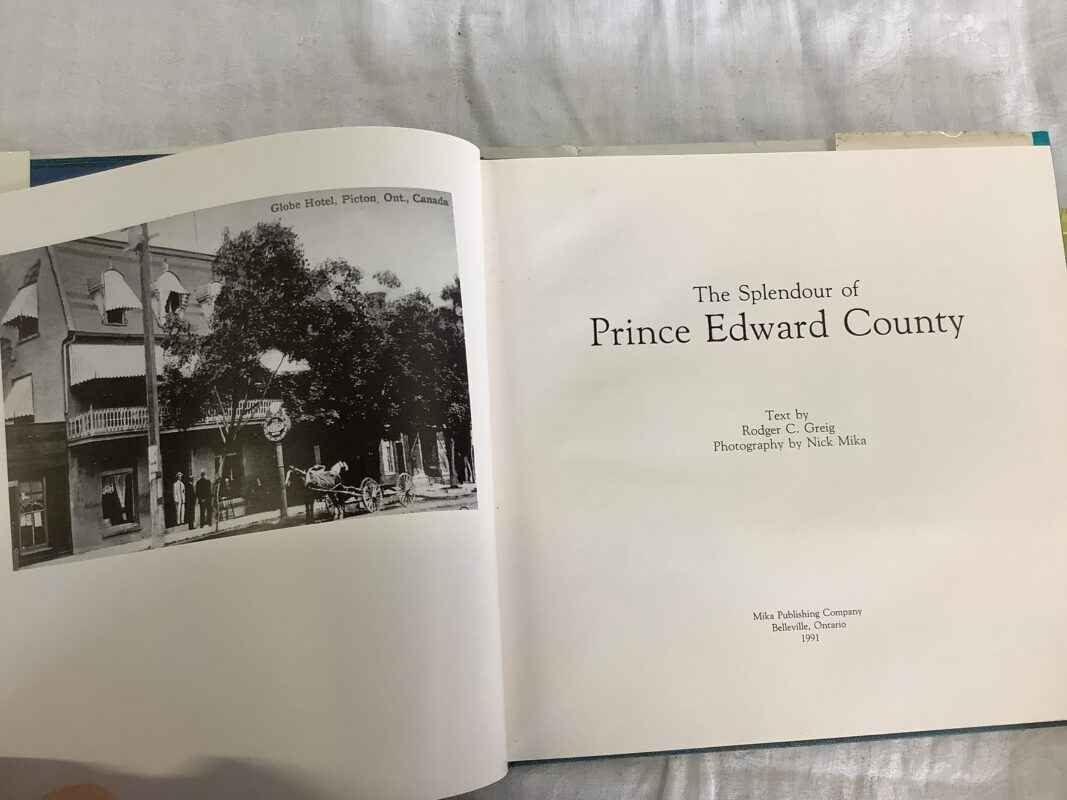 Globe Hotel, Picton, Ont., Canada
The Splendour of
Prince Edward County
Text by
Rodger C. Greig
Photography by Nick Mika
Mika Publishing Company
Belleville, Ontario
1991